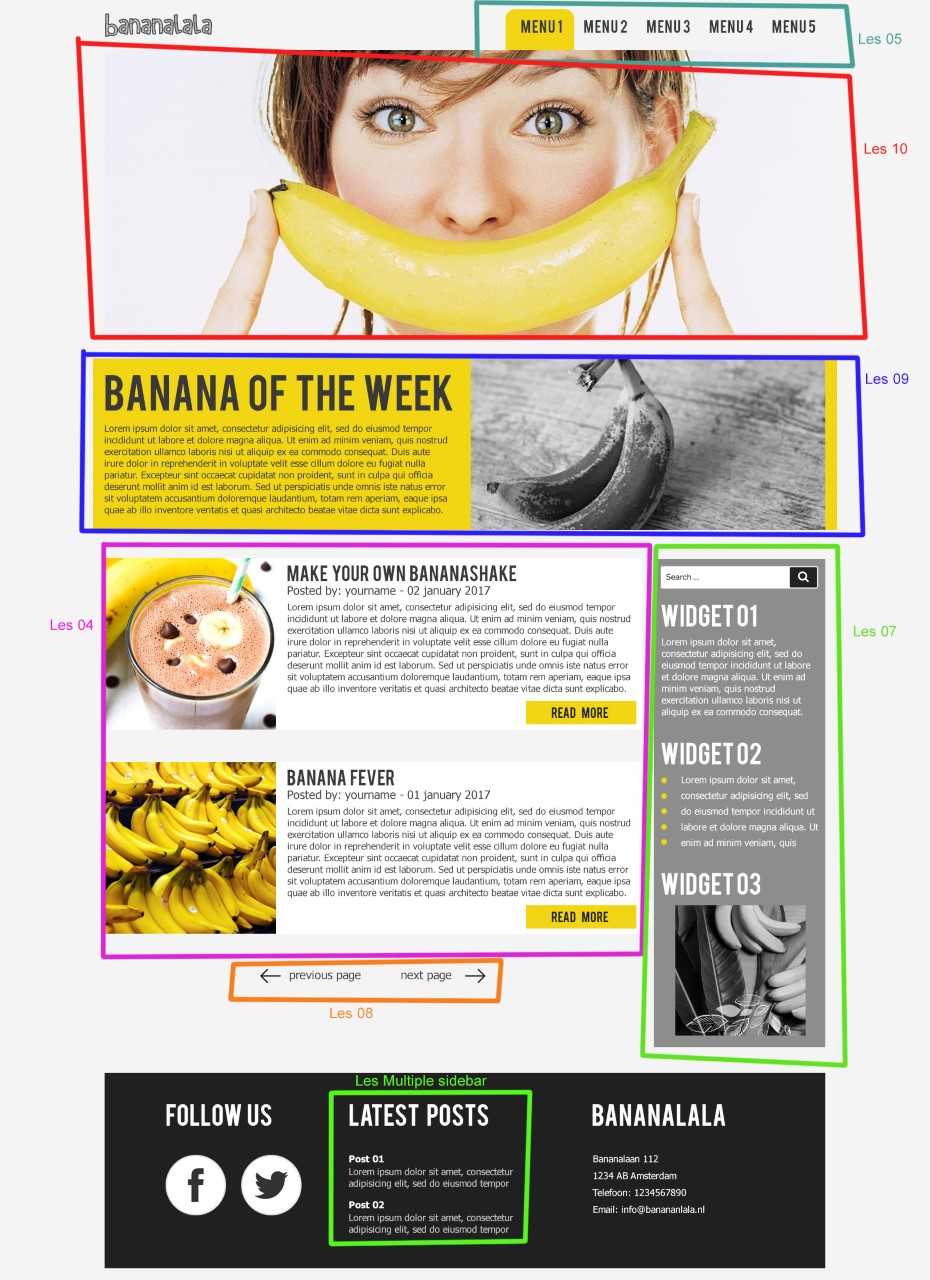 bananalala
MENU 1 MENU 2 MENU 3 MENU 4 MENU 5
Les 05
Les 10
Les 09
BANANA OF THE WEEK
Lorem ipsum dolor sit amet, consectetur adipisicing elit, sed do eiusmod tempor
incididunt ut labore et dolore magna aliqua. Ut enim ad minim veniam, quis nostrud
exercitation ullamco laboris nisi ut aliquip ex ea commodo consequat. Duis aute
irure dolor in reprehenderit in voluptate velit esse cillum dolore eu fugiat nulla
pariatur. Excepteur sint occaecat cupidatat non proident, sunt in culpa qui officia
deserunt mollit anim id est laborum. Sed ut perspiciatis unde omnis iste natus error
sit voluptatem accusantium doloremque laudantium, totam rem aperiam, eaque ipsa
quae ab illo inventore veritatis et quasi architecto beatae vitae dicta sunt explicabo.
Les 04
MAKE YOUR OWN BANANASHAKE
Posted by: yourname - 02 january 2017
Lorem ipsum dolor sit amet, consectetur adipisicing elit, sed do eiusmod tempor
incididunt ut labore et dolore magna aliqua. Ut enim ad minim veniam, quis nostrud
exercitation ullamco laboris nisi ut aliquip ex ea commodo consequat. Duis aute
irure dolor in reprehenderit in voluptate velit esse cillum dolore eu fugiat nulla
pariatur. Excepteur sint occaecat cupidatat non proident, sunt in culpa qui officia
deserunt mollit anim id est laborum. Sed ut perspiciatis unde omnis iste natus error
sit voluptatem accusantium doloremque laudantium, totam rem aperiam, eaque ipsa
quae ab illo inventore veritatis et quasi architecto beatae vitae dicta sunt explicabo.
READ MORE
BANANA FEVER
Posted by: yourname - 01 january 2017
Lorem ipsum dolor sit amet, consectetur adipisicing elit, sed do eiusmod tempor
incididunt ut labore et dolore magna aliqua. Ut enim ad minim veniam, quis nostrud
exercitation ullamco laboris nisi ut aliquip ex ea commodo consequat. Duis aute
irure dolor in reprehenderit in voluptate velit esse cillum dolore eu fugiat nulla
pariatur. Excepteur sint occaecat cupidatat non proident, sunt in culpa qui officia
deserunt mollit anim id est laborum. Sed ut perspiciatis unde omnis iste natus error
sit voluptatem accusantium doloremque laudantium, totam rem aperiam, eaque ipsa
quae ab illo inventore veritatis et quasi architecto beatae vitae dicta sunt explicabo.
READ MORE
previous page next page
Les 08
Search ...
Les 07
WIDGET 01
Lorem ipsum dolor sit amet,
consectetur adipisicing elit, sed do
eiusmod tempor incididunt ut labore
et dolore magna aliqua. Ut enim ad
minim veniam, quis nostrud
exercitation ullamco laboris nisi ut
aliquip ex ea commodo consequat.
WIDGET 02
Lorem ipsum dolor sit amet,
consectetur adipisicing elit, sed
do eiusmod tempor incididunt ut
labore et dolore magna aliqua. Ut
enim ad minim veniam, quis
WIDGET 03
Les Multiple sidebar
FOLLOW US
LATEST POSTS
Post 01
Lorem ipsum dolor sit amet, consectetur
adipisicing elit, sed do eiusmod tempor
Post 02
Lorem ipsum dolor sit amet, consectetur
adipisicing elit, sed do eiusmod tempor
BANANALALA
Bananalaan 112
1234 AB Amsterdam
Telefoon: 1234567890
Email: info@banananlala.nl